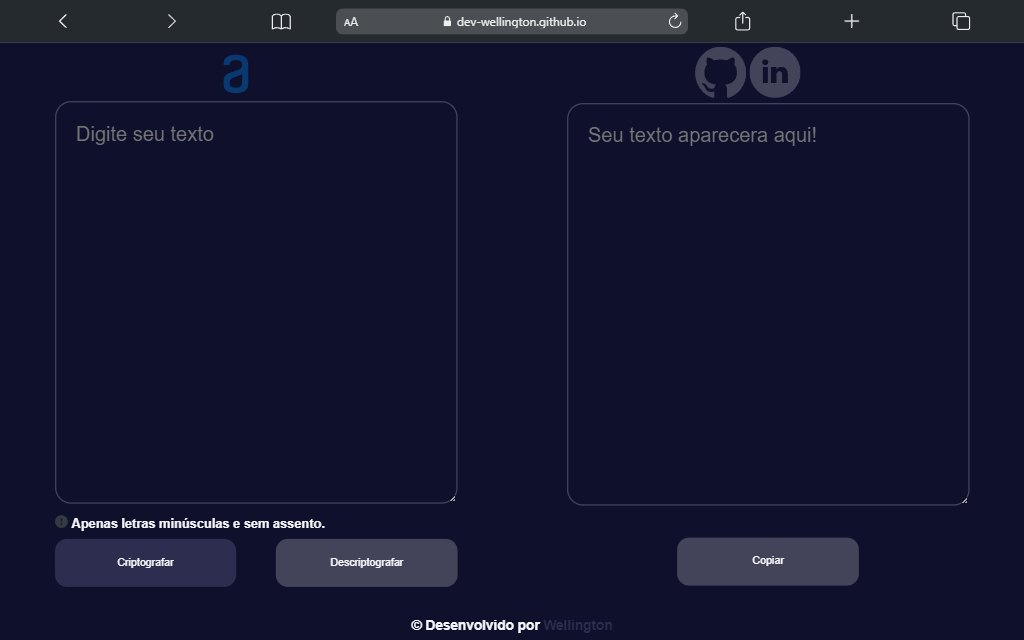 AA
dev-wellington.github.io
a
in
Digite seu texto
Seu texto aparecera aqui!
! Apenas letras minúsculas e sem assento.
Criptografar
Descriptografar
Copiar
© Desenvolvido por Wellington